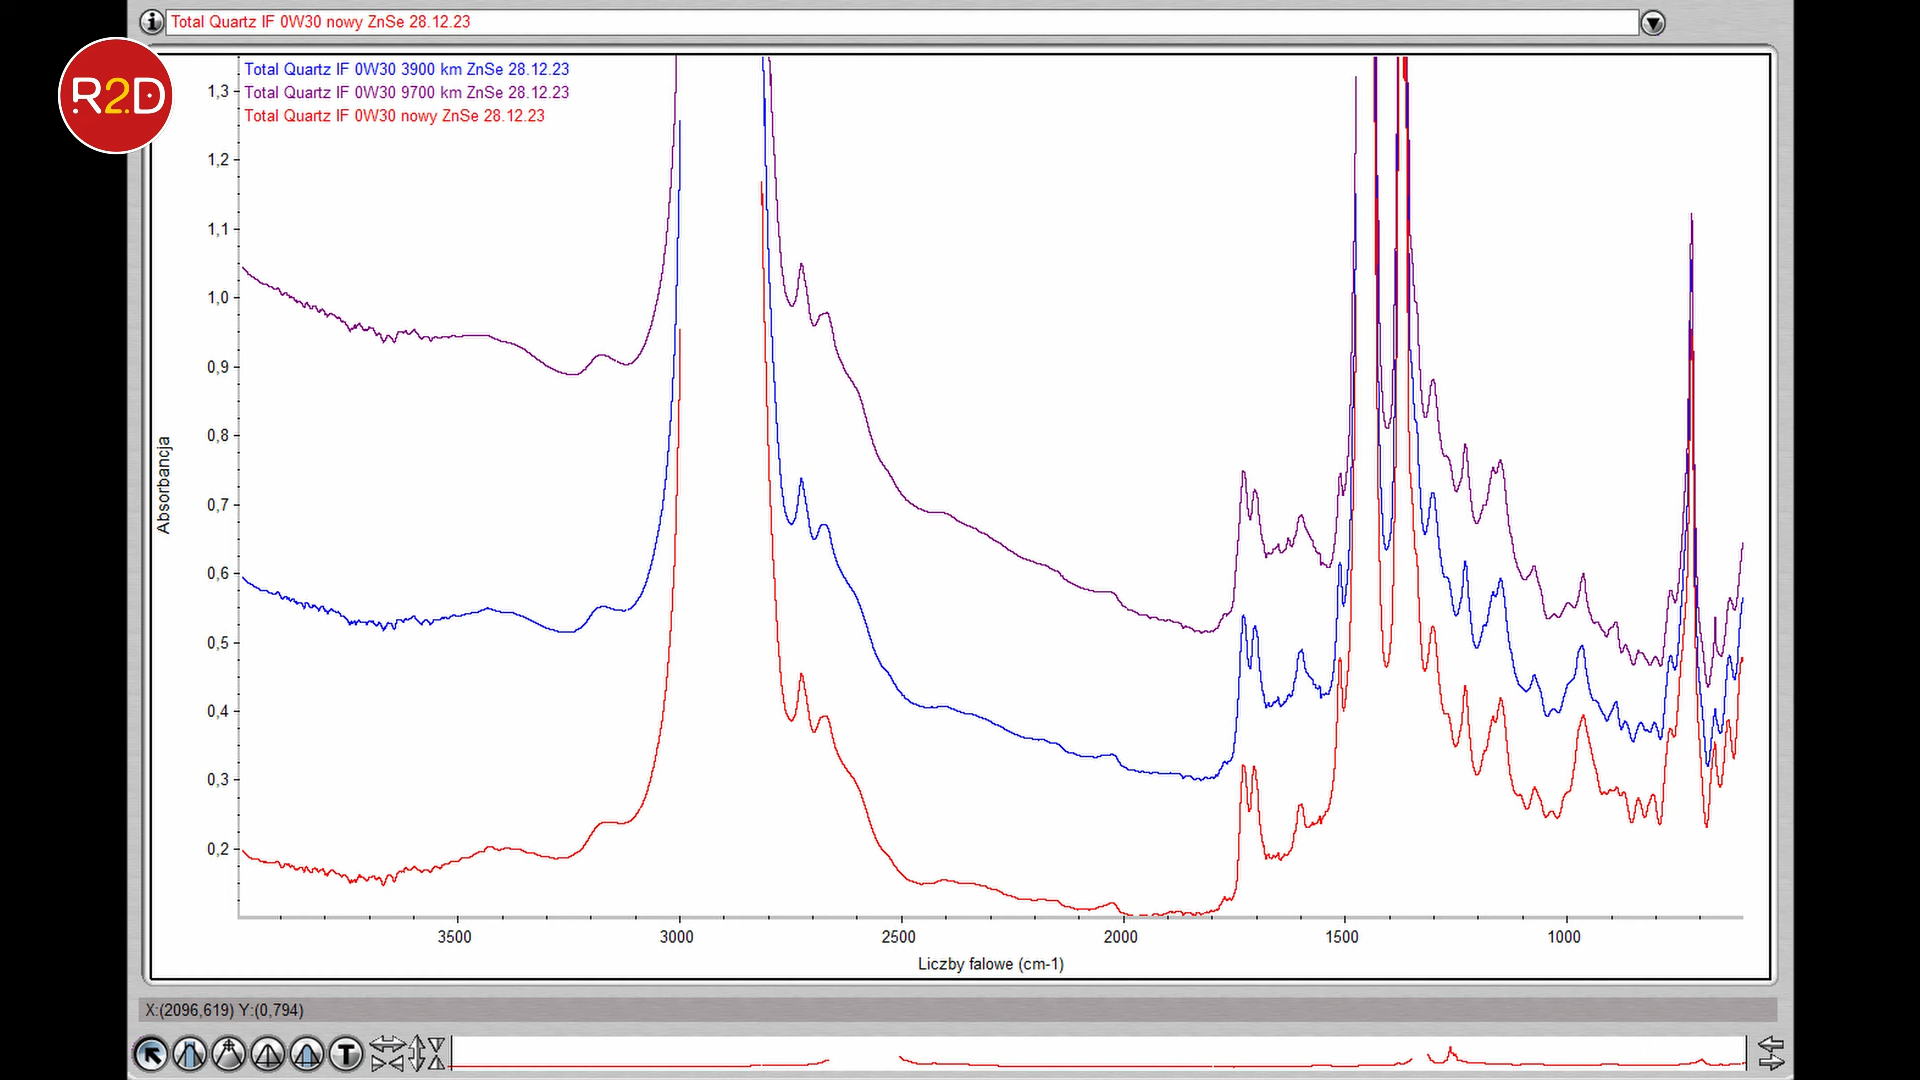 Total Quartz IF 0W30 nowy ZnSe 28.12.23
R2D
Total Quartz IF 0W30 3900 km ZnSe 28.12.23
Total Quartz IF 0W30 9700 km ZnSe 28.12.23
Total Quartz IF 0W30 nowy ZnSe 28.12.23
1,3
1,2
1,1
1,0
0,9
0,8
0,7
0,6
0,5
0,4
0,3
0,2
Absorbancja
3500 3000 2500 2000 1500 1000
Liczby falowe (cm-1)
X:(2096,619) Y:(0,794)
T